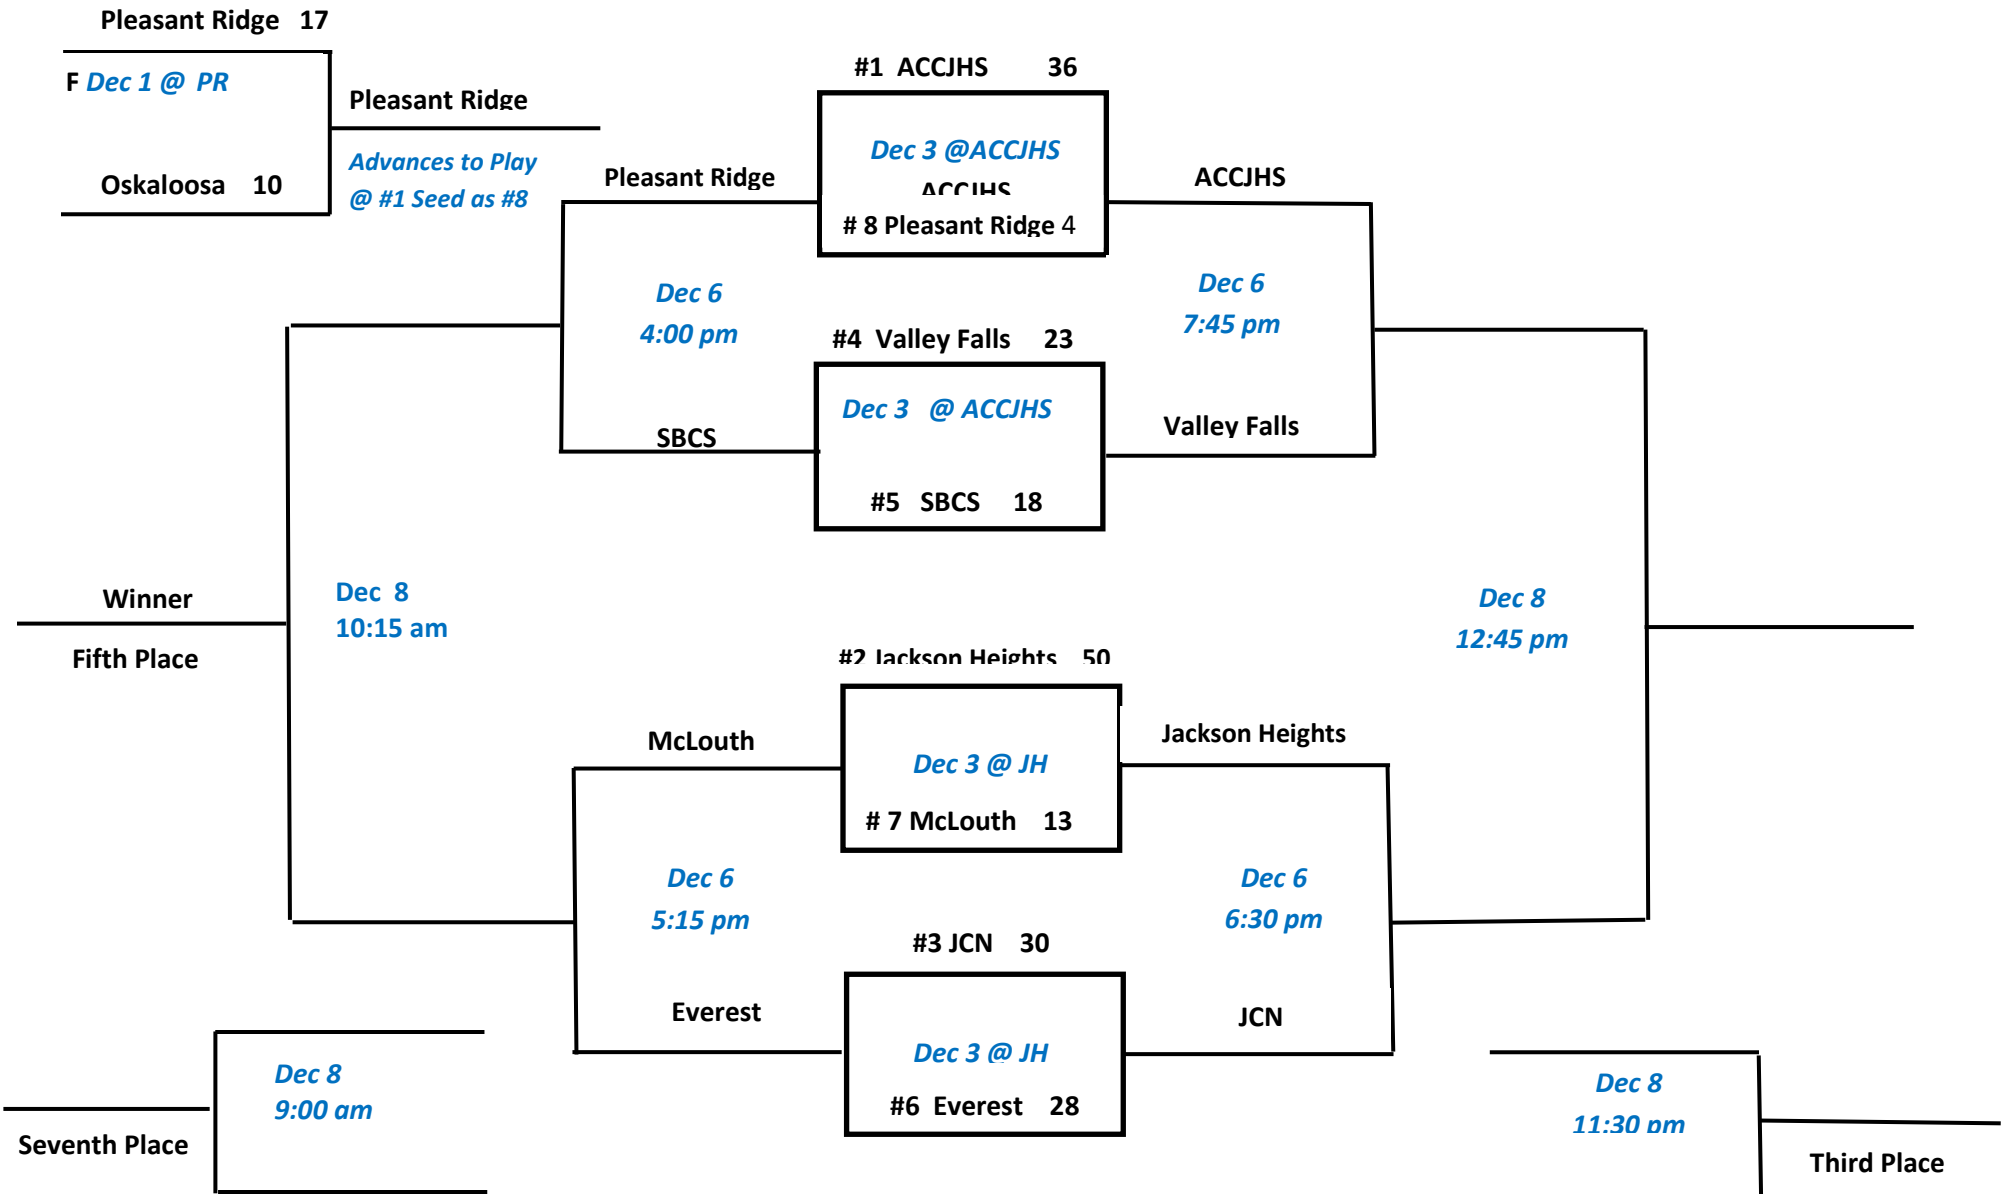 Pleasant Ridge 17
F Dec 1 @ PR
Oskaloosa 10
Pleasant Ridge
Advances to Play
@ #1 Seed as #8
#1 ACCJHS 36
Dec 3 @ACCJHS
ACCJHS
# 8 Pleasant Ridge 4
Pleasant Ridge
ACCJHS
Dec 6
4:00 pm
Dec 6
7:45 pm
#4 Valley Falls 23
Dec 3 @ ACCJHS
#5 SBCS 18
SBCS
Valley Falls
Winner
Fifth Place
Dec 8
10:15 am
Dec 8
12:45 pm
#2 Jackson Heights 50
Dec 3 @ JH
# 7 McLouth 13
McLouth
Jackson Heights
Dec 6
5:15 pm
Dec 6
6:30 pm
#3 JCN 30
Dec 3 @ JH
#6 Everest 28
Everest
JCN
Dec 8
9:00 am
Seventh Place
Dec 8
11:30 pm
Third Place